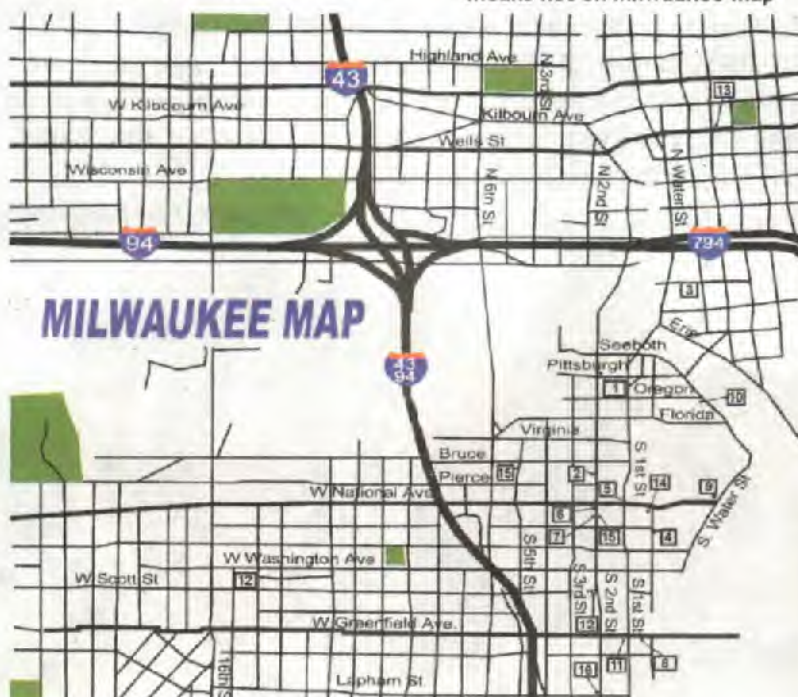 Highland Ave
N 3rd St
43
W Kilbourn Ave
Kilbourn Ave
13
Wells St
Wisconsin Ave
N 6th St
N 2nd St
N Water St
94
794
3
MILWAUKEE MAP
Erie
Seeboth
Pittsburgh
43
94
1
Oregon
10
Florida
Virginia
S 1st St
Bruce
Pierce
15
2
14
9
5
W National Ave
S. Water St
6
7
15
4
S 5th St
W Washington Ave
W Scott St
12
S 3rd St
S 2nd St
S 1st St
W Greenfield Ave.
12
16th S
Lapham St
16
11
8